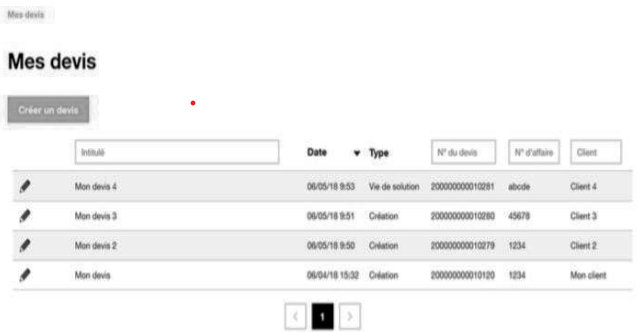 Mes devis
Mes devis
Créer un devis
Intitulé Date Type N° du devis N° d'affaire Client
Mon devis 4 06/05/18 9:53 Vie de solution 200000000010281 abcde Client 4
Mon devis 3 06/05/18 9:51 Création 200000000010280 45678 Client 3
Mon devis 2 06/05/18 9:50 Création 200000000010279 1234 Client 2
Mon devis 06/04/18 15:32 Création 200000000010120 1234 Mon client
1